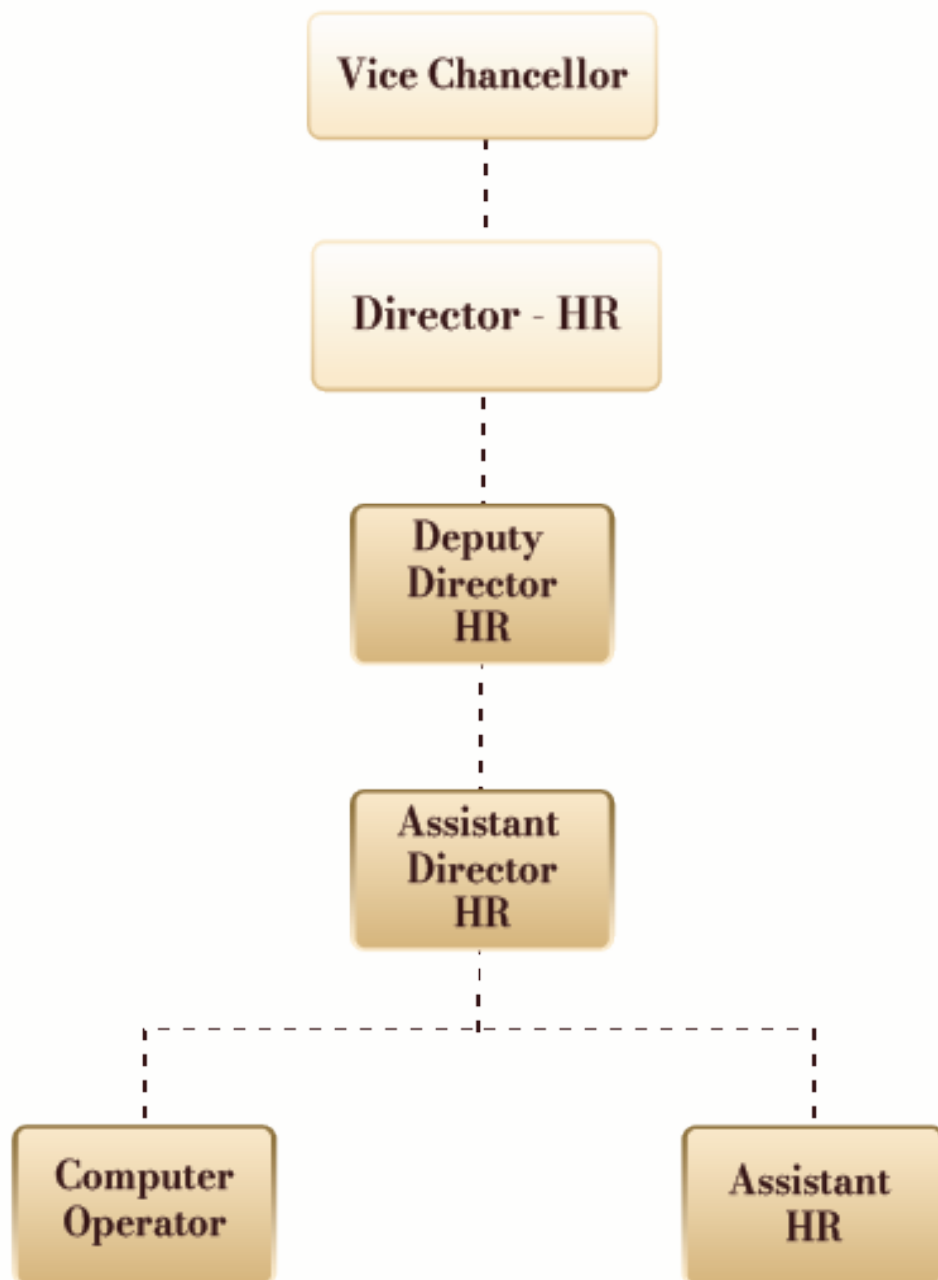 Vice Chancellor
Director - HR
Deputy
Director
HR
Assistant
Director
HR
Computer
Operator
Assistant
HR